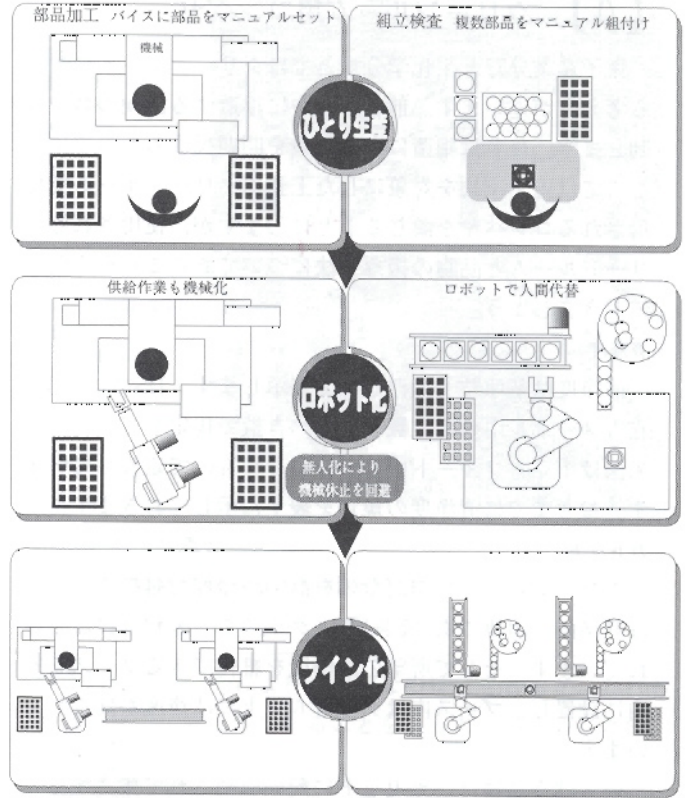 部品加工 バイスに部品をマニュアルセット
組立検査 複数部品をマニュアル組付け
機械
ひとり生産
供給作業も機械化
ロボットで人間代替
ロボット化
無人化により
機械休止を回避
ライン化